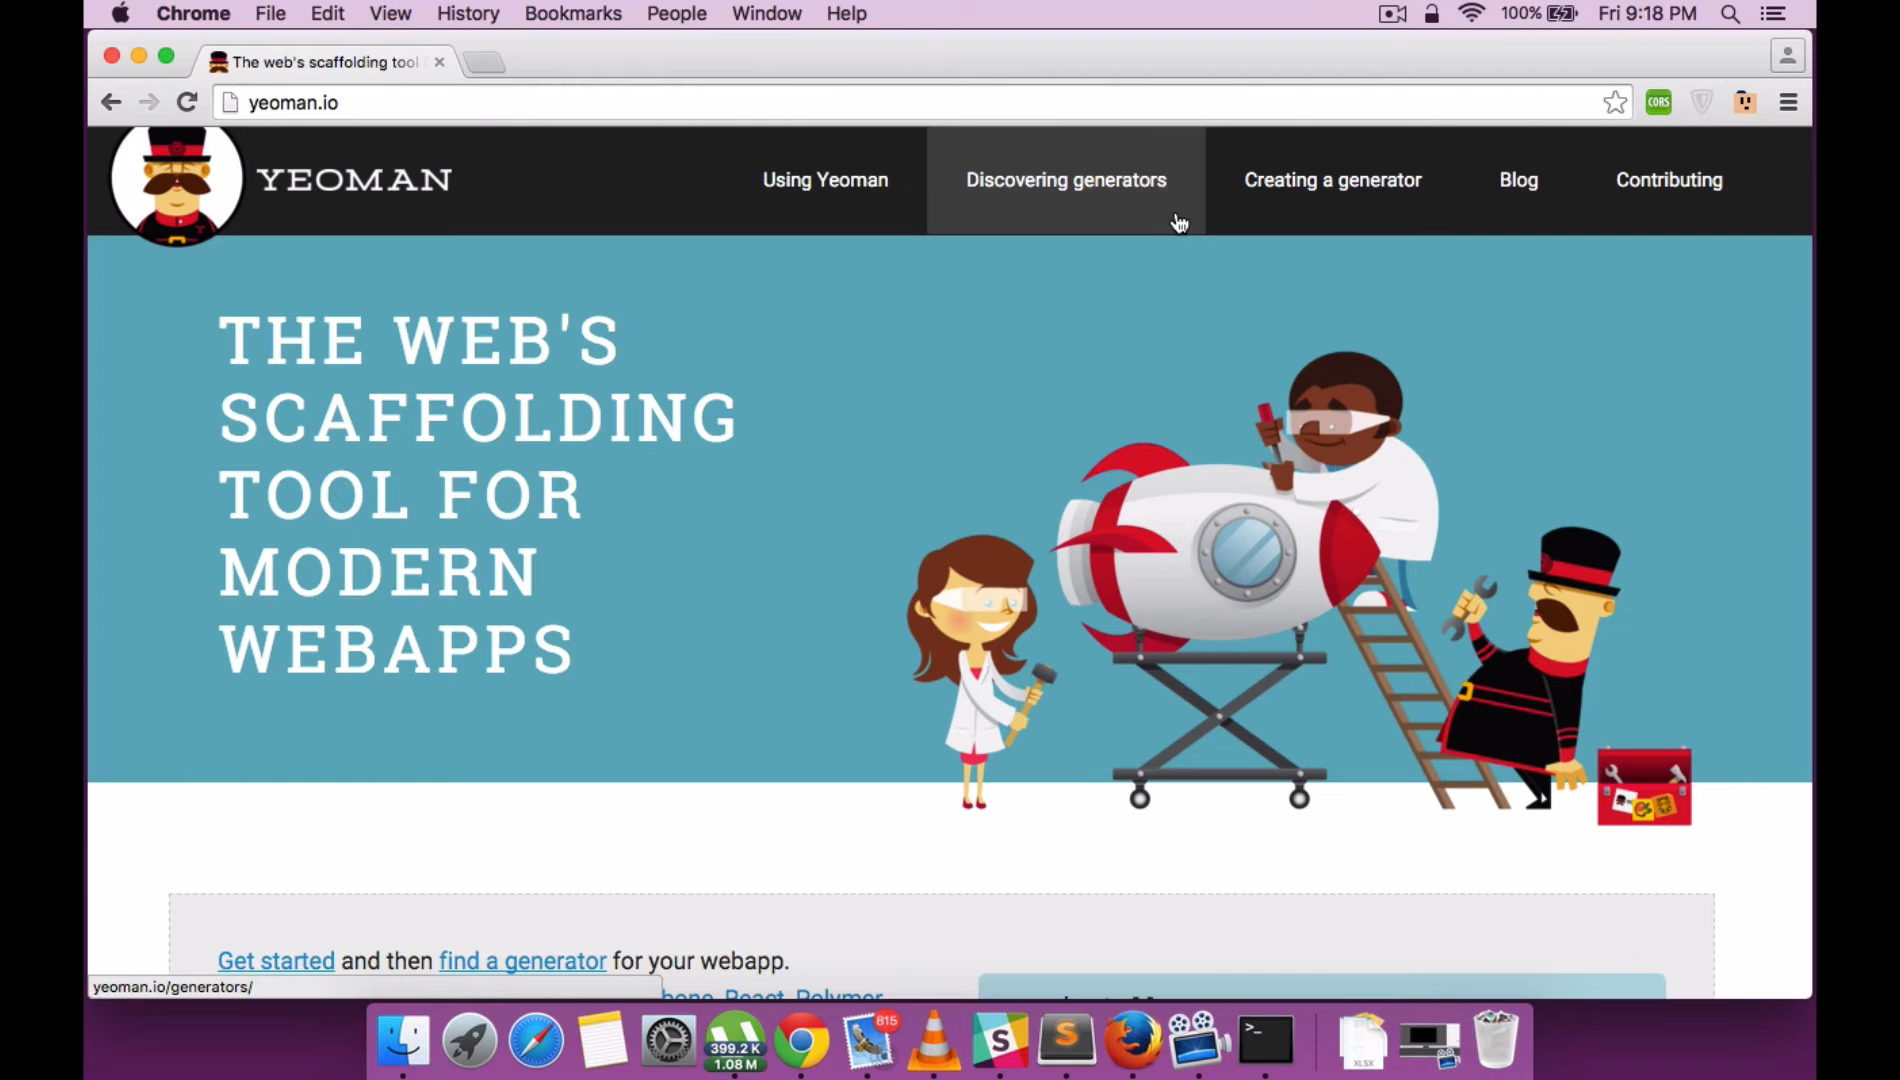 Chrome File Edit View History Bookmarks People Window Help 100% Fri 9:18 PM
The web's scaffolding tool
yeoman.io
CORS
YEOMAN Using Yeoman Discovering generators Creating a generator Blog Contributing
THE WEB'S
SCAFFOLDING
TOOL FOR
MODERN
WEBAPPS
Get started and then find a generator for your webapp.
yeoman.io/generators/
React, Polymer
815
399.2 K
1.08 M
XLSX